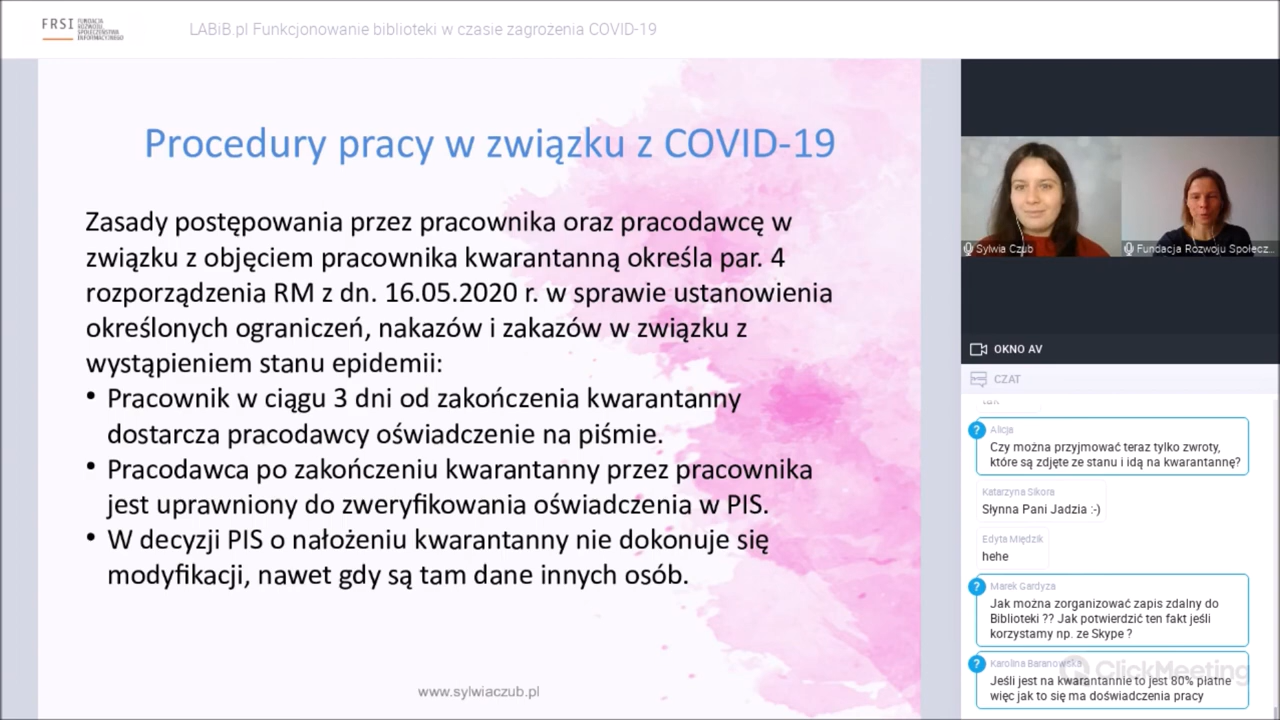 FRSI
FUNDACJA
ROZWOJU
SPOŁECZEŃSTWA
INFORMACYJNEGO
LABiB.pl Funkcjonowanie biblioteki w czasie zagrożenia COVID-19
Procedury pracy w związku z COVID-19
Zasady postępowania przez pracownika oraz pracodawcę w
związku z objęciem pracownika kwarantanną określa par. 4
rozporządzenia RM z dn. 16.05.2020 r. w sprawie ustanowienia
określonych ograniczeń, nakazów i zakazów w związku z
wystąpieniem stanu epidemii:
• Pracownik w ciągu 3 dni od zakończenia kwarantanny
dostarcza pracodawcy oświadczenie na piśmie.
• Pracodawca po zakończeniu kwarantanny przez pracownika
jest uprawniony do zweryfikowania oświadczenia w PIS.
• W decyzji PIS o nałożeniu kwarantanny nie dokonuje się
modyfikacji, nawet gdy są tam dane innych osób.
www.sylwiaczub.pl
Sylwia Czub
Fundacja Rozwoju Społecz...
OKNO AV
CZAT
?
Alicja
Czy można przyjmować teraz tylko zwroty,
które są zdjęte ze stanu i idą na kwarantannę?
Katarzyna Sikora
Słynna Pani Jadzia :-)
Edyta Międzik
hehe
?
Marek Gardyza
Jak można zorganizować zapis zdalny do
Biblioteki ?? Jak potwierdzić ten fakt jeśli
korzystamy np. ze Skype ?
?
Karolina Baranowska
Jeśli jest na kwarantannie to jest 80% płatne
więc jak to się ma doświadczenia pracy
ClickMeeting